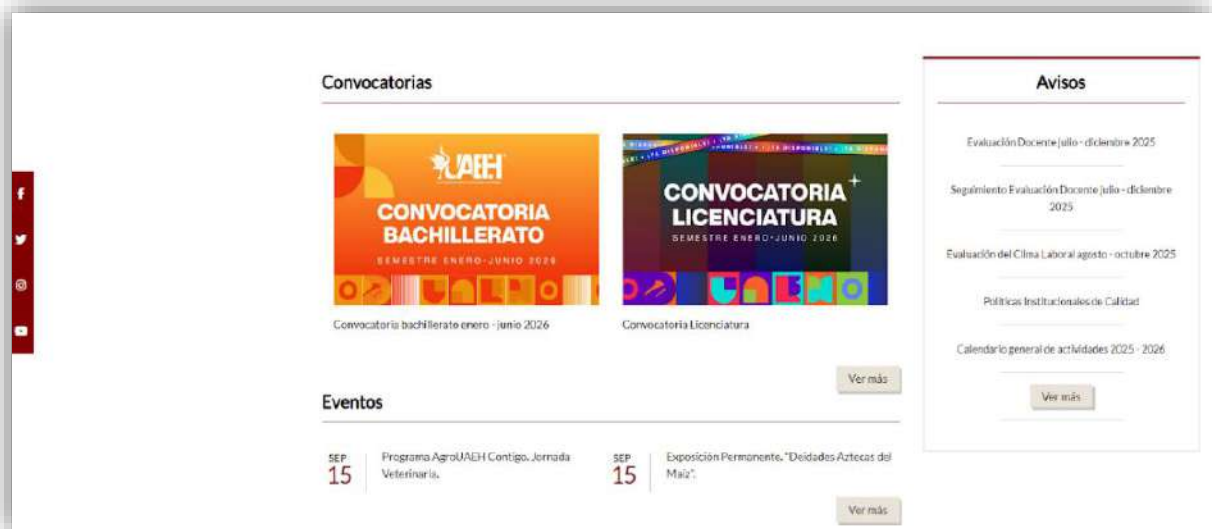 Convocatorias
UAEH
CONVOCATORIA
BACHILLERATO
SEMESTRE ENERO-JUNIO 2026
Convocatoria bachillerato enero - junio 2026
¡YA DISPONIBLE!
CONVOCATORIA
LICENCIATURA
SEMESTRE ENERO-JUNIO 2026
Convocatoria Licenciatura
Ver más
Eventos
SEP
15
Programa AgroUAEH Contigo. Jornada
Veterinaria.
SEP
15
Exposición Permanente. "Deidades Aztecas del
Maíz".
Ver más
Avisos
Evaluación Docente julio - diciembre 2025
Seguimiento Evaluación Docente julio - diciembre
2025
Evaluación del Clima Laboral agosto - octubre 2025
Políticas Institucionales de Calidad
Calendario general de actividades 2025 - 2026
Ver más